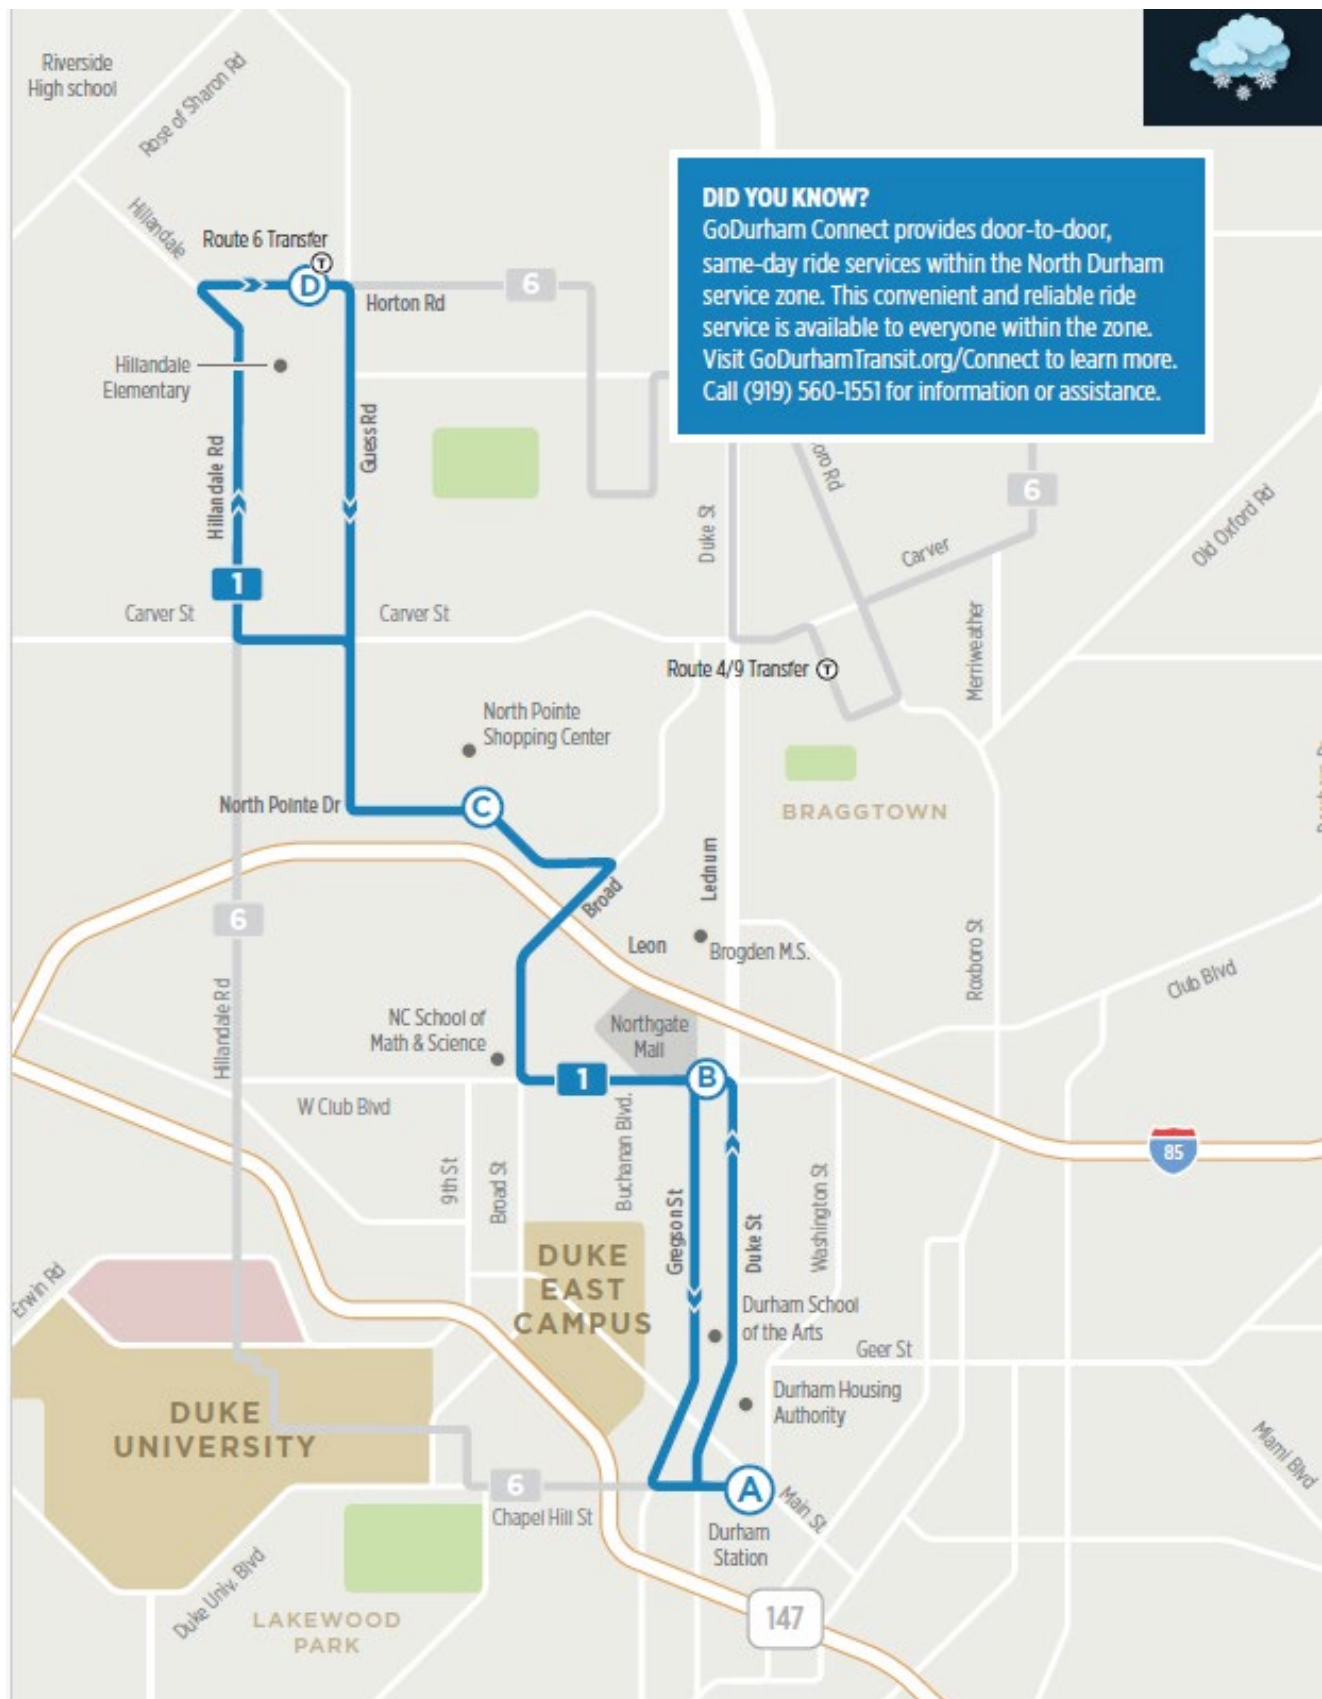 Riverside
High school
Rose of Sharon Rd
Hillandale
Route 6 Transfer
T
D
6
Horton Rd
DID YOU KNOW?
GoDurham Connect provides door-to-door,
same-day ride services within the North Durham
service zone. This convenient and reliable ride
service is available to everyone within the zone.
Visit GoDurhamTransit.org/Connect to learn more.
Call (919) 560-1551 for information or assistance.
Hillandale
Elementary
Guess Rd
Hillandale Rd
oro Rd
6
Duke St
Carver
Old Oxford Rd
1
Carver St
Carver St
Merriweather
Route 4/9 Transfer
T
North Pointe
Shopping Center
North Pointe Dr
C
BRAGGTOWN
Lednum
Broad
6
Leon
Brogden M.S.
Roxboro St
Club Blvd
Hillandale Rd
NC School of
Math & Science
Northgate
Mall
1
B
W Club Blvd
Buchanan Blvd.
85
9th St
Broad St
Gregson St
Duke St
Washington St
DUKE
EAST
CAMPUS
Erwin Rd
Durham School
of the Arts
Geer St
Durham Housing
Authority
DUKE
UNIVERSITY
Miami Blvd
6
A
Main St
Chapel Hill St
Durham
Station
Duke Univ. Blvd
LAKEWOOD
PARK
147